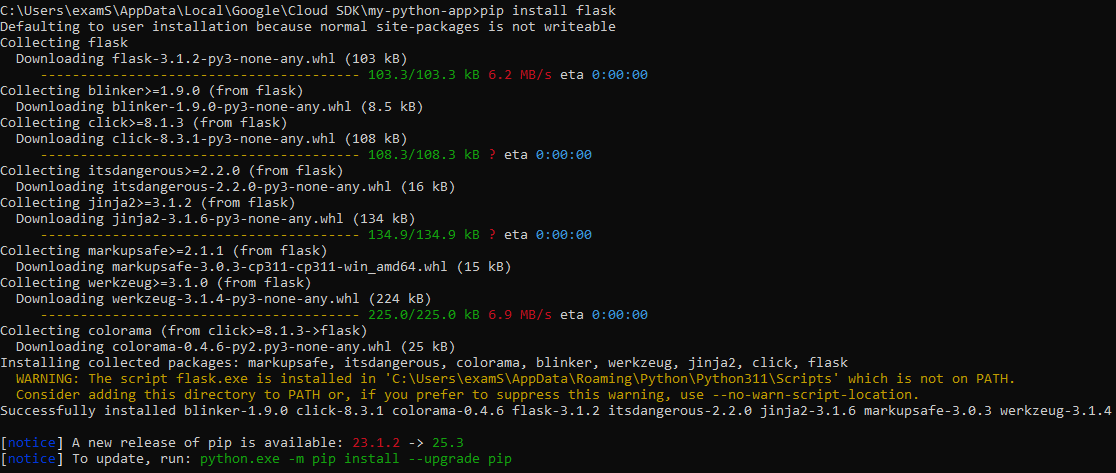 C:\Users\examS\AppData\Local\Google\Cloud SDK\my-python-app>pip install flask
Defaulting to user installation because normal site-packages is not writeable
Collecting flask
  Downloading flask-3.1.2-py3-none-any.whl (103 kB)
     ---------------------------------------- 103.3/103.3 kB 6.2 MB/s eta 0:00:00
Collecting blinker>=1.9.0 (from flask)
  Downloading blinker-1.9.0-py3-none-any.whl (8.5 kB)
Collecting click>=8.1.3 (from flask)
  Downloading click-8.3.1-py3-none-any.whl (108 kB)
     ---------------------------------------- 108.3/108.3 kB ? eta 0:00:00
Collecting itsdangerous>=2.2.0 (from flask)
  Downloading itsdangerous-2.2.0-py3-none-any.whl (16 kB)
Collecting jinja2>=3.1.2 (from flask)
  Downloading jinja2-3.1.6-py3-none-any.whl (134 kB)
     ---------------------------------------- 134.9/134.9 kB ? eta 0:00:00
Collecting markupsafe>=2.1.1 (from flask)
  Downloading markupsafe-3.0.3-cp311-cp311-win_amd64.whl (15 kB)
Collecting werkzeug>=3.1.0 (from flask)
  Downloading werkzeug-3.1.4-py3-none-any.whl (224 kB)
     ---------------------------------------- 225.0/225.0 kB 6.9 MB/s eta 0:00:00
Collecting colorama (from click>=8.1.3->flask)
  Downloading colorama-0.4.6-py2.py3-none-any.whl (25 kB)
Installing collected packages: markupsafe, itsdangerous, colorama, blinker, werkzeug, jinja2, click, flask
  WARNING: The script flask.exe is installed in 'C:\Users\examS\AppData\Roaming\Python\Python311\Scripts' which is not on PATH.
  Consider adding this directory to PATH or, if you prefer to suppress this warning, use --no-warn-script-location.
Successfully installed blinker-1.9.0 click-8.3.1 colorama-0.4.6 flask-3.1.2 itsdangerous-2.2.0 jinja2-3.1.6 markupsafe-3.0.3 werkzeug-3.1.4

[notice] A new release of pip is available: 23.1.2 -> 25.3
[notice] To update, run: python.exe -m pip install --upgrade pip